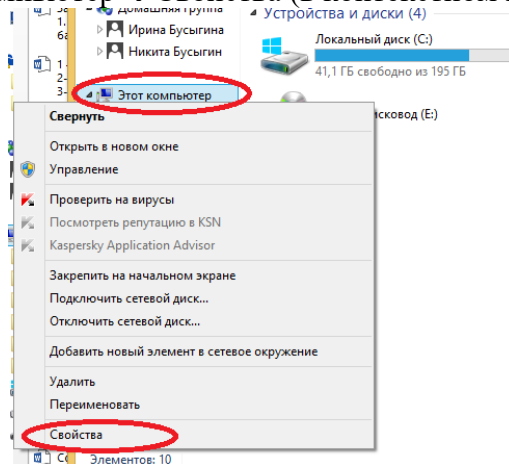 Свойства
Домашняя группа
Устройства и диски (4)
Ирина Бусыгина
Никита Бусыгин
Локальный диск (C:)
41,1 ГБ свободно из 195 ГБ
Этот компьютер
(E:)
Свернуть
Открыть в новом окне
Управление
Проверить на вирусы
Посмотреть репутацию в KSN
Kaspersky Application Advisor
Закрепить на начальном экране
Подключить сетевой диск...
Отключить сетевой диск...
Добавить новый элемент в сетевое окружение
Удалить
Переименовать
Свойства
Элементов: 10